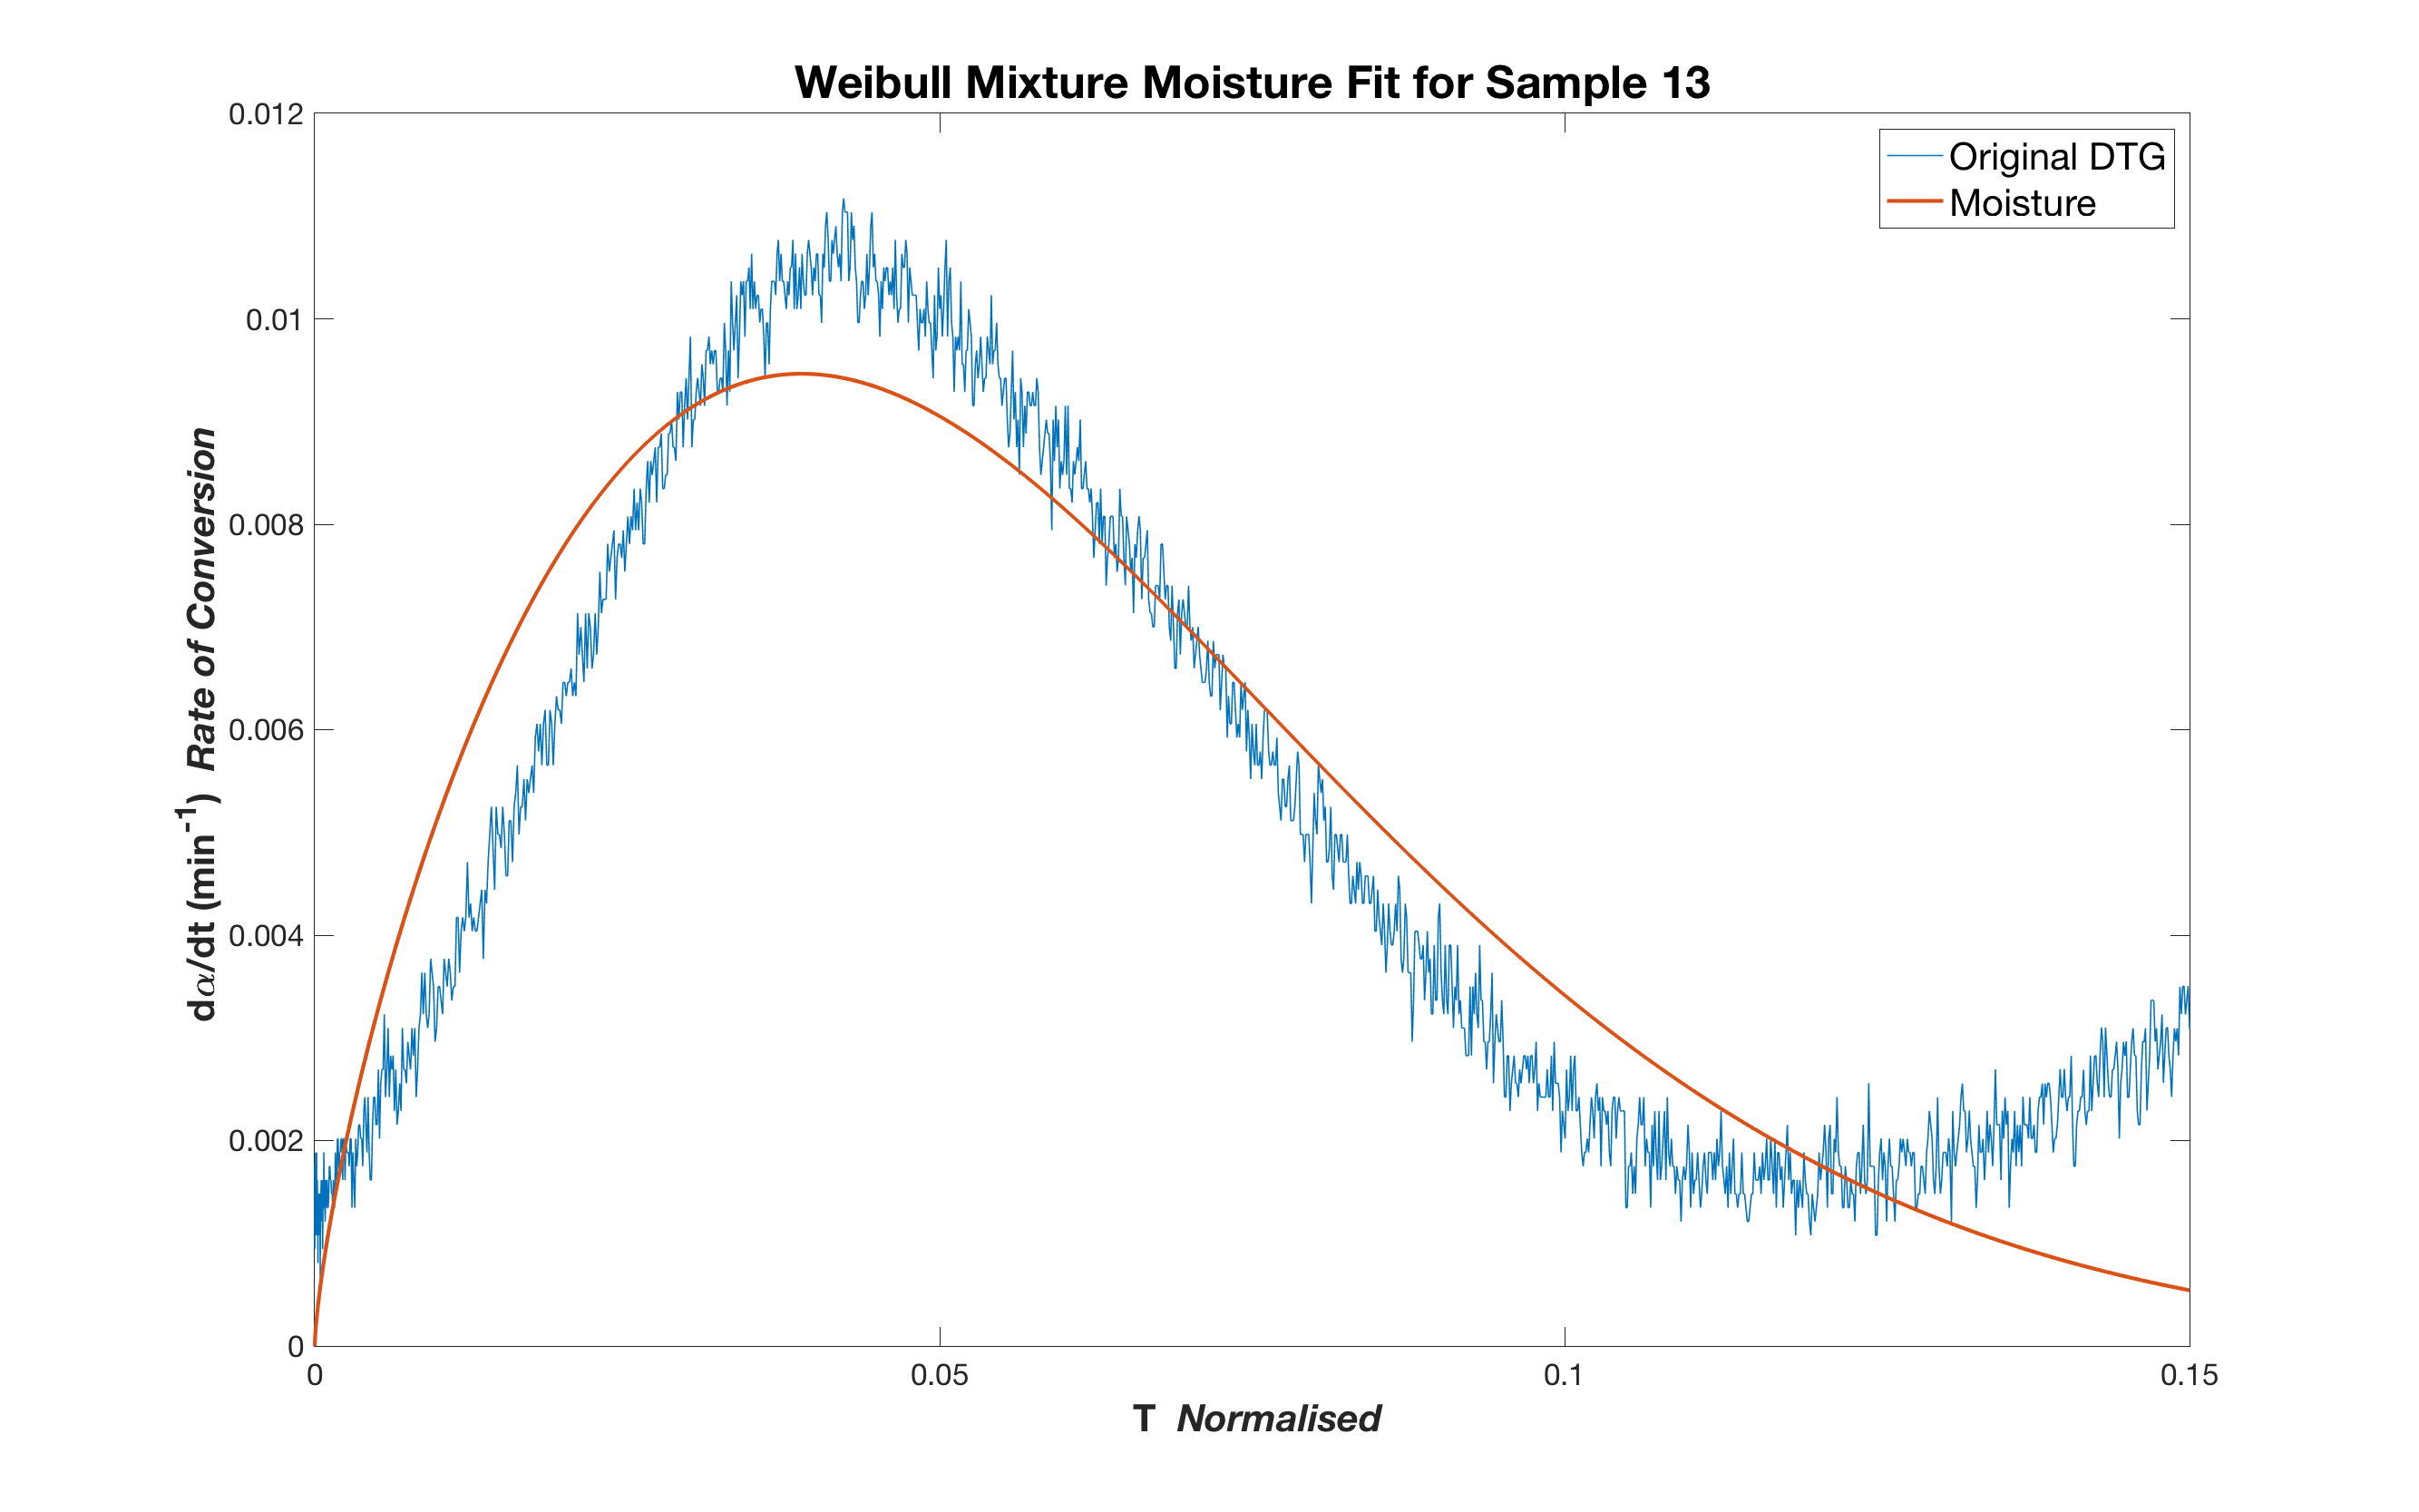 Weibull Mixture Moisture Fit for Sample 13
0.012
0.01
0.008
0.006
0.004
0.002
0
dα/dt (min⁻¹) Rate of Conversion
Original DTG
Moisture
0 0.05 0.1 0.15
T Normalised